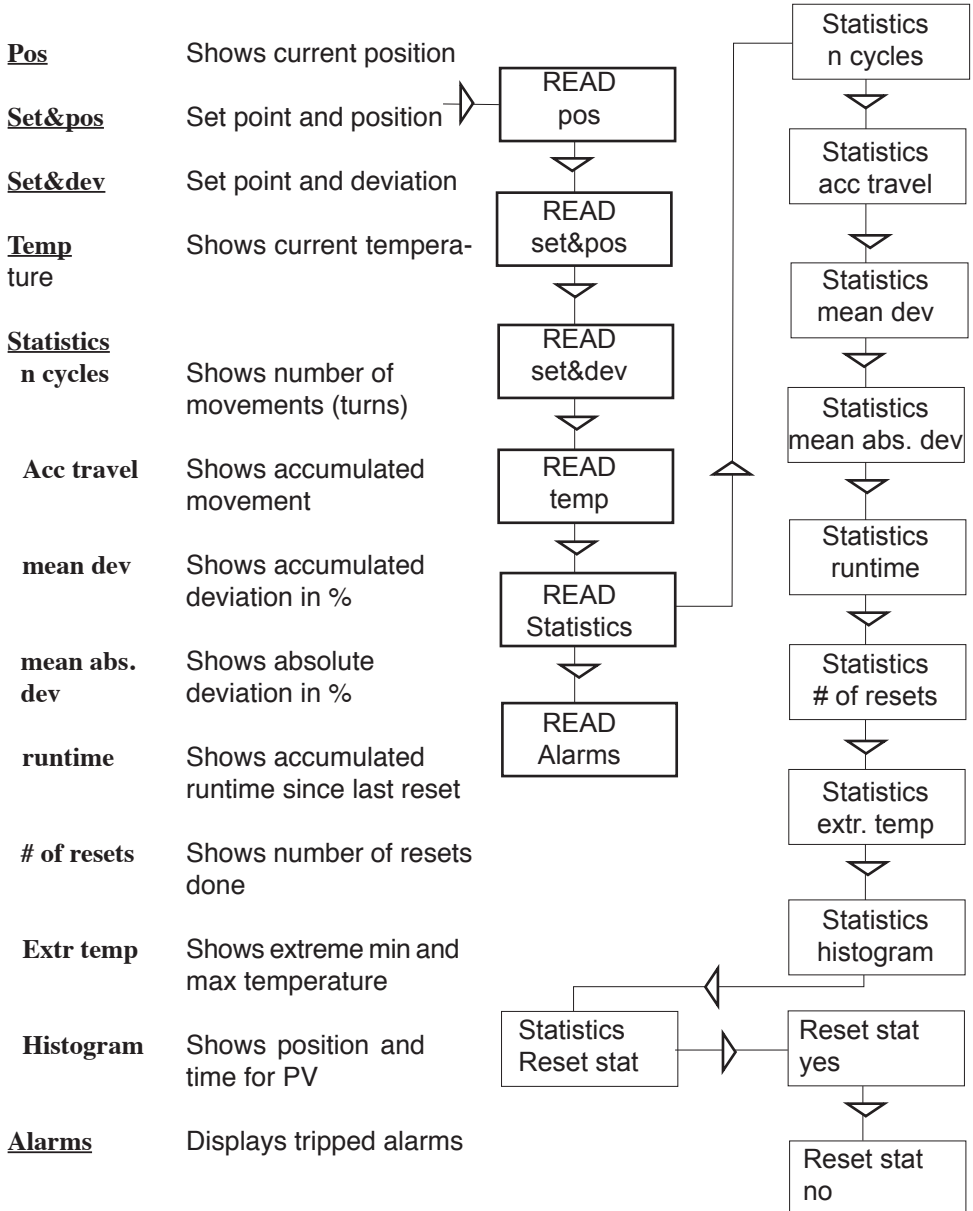 Pos Shows current position
Set&pos Set point and position
Set&dev Set point and deviation
Temp Shows current tempera-
ture
Statistics
n cycles Shows number of
movements (turns)
Acc travel Shows accumulated
movement
mean dev Shows accumulated
deviation in %
mean abs. Shows absolute
dev deviation in %
runtime Shows accumulated
runtime since last reset
# of resets Shows number of resets
done
Extr temp Shows extreme min and
max temperature
Histogram Shows position and
time for PV
Alarms Displays tripped alarms
READ
pos
READ
set&pos
READ
set&dev
READ
temp
READ
Statistics
READ
Alarms
Statistics
n cycles
Statistics
acc travel
Statistics
mean dev
Statistics
mean abs. dev
Statistics
runtime
Statistics
# of resets
Statistics
extr. temp
Statistics
histogram
Statistics
Reset stat
Reset stat
yes
Reset stat
no